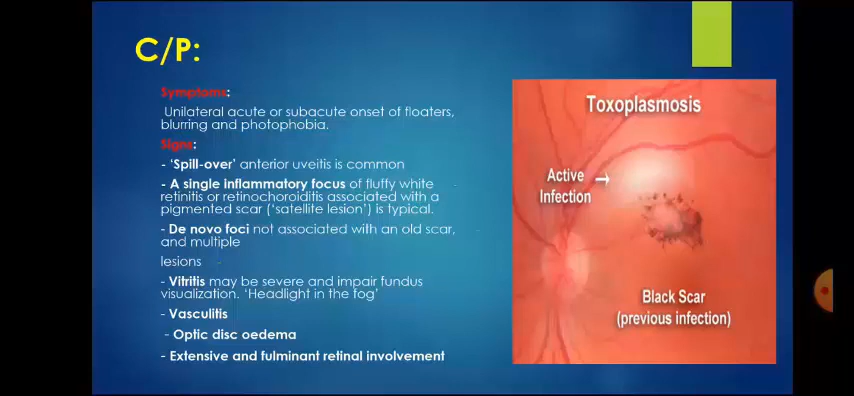 C/P:
Symptoms:
Unilateral acute or subacute onset of floaters,
blurring and photophobia.
Signs:
- ‘Spill-over’ anterior uveitis is common
- A single inflammatory focus of fluffy white
retinitis or retinochoroiditis associated with a
pigmented scar (‘satellite lesion’) is typical.
- De novo foci not associated with an old scar,
and multiple
lesions
- Vitritis may be severe and impair fundus
visualization. ‘Headlight in the fog’
- Vasculitis
- Optic disc oedema
- Extensive and fulminant retinal involvement
Toxoplasmosis
Active
Infection
Black Scar
(previous infection)